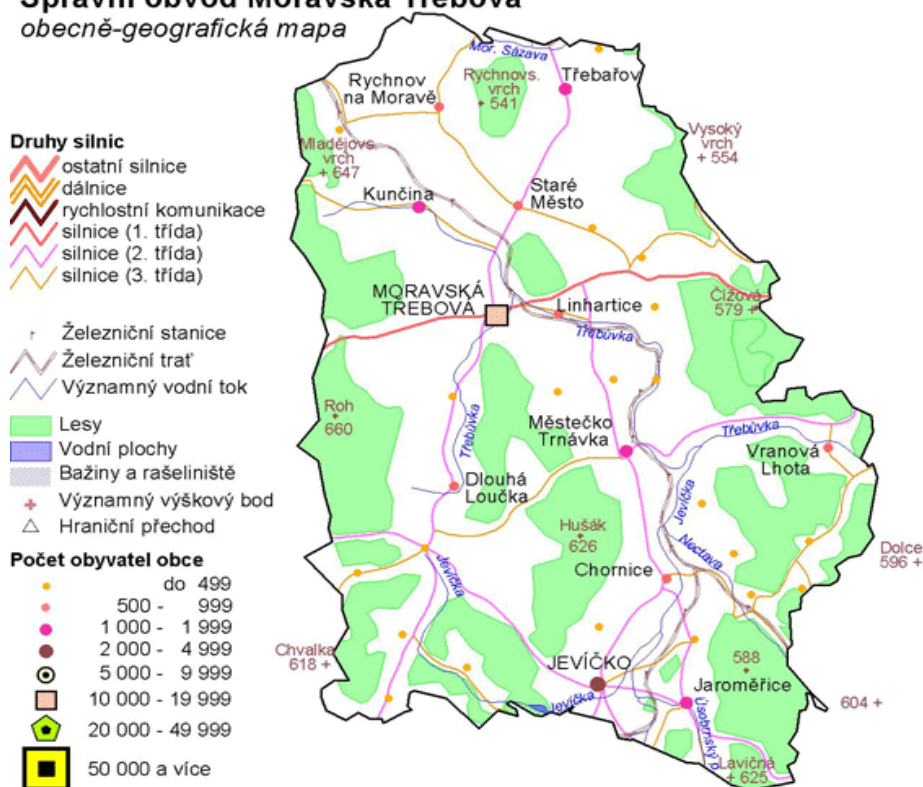 Správní obvod Moravská Třebová
obecně-geografická mapa
Druhy silnic
ostatní silnice
dálnice
rychlostní komunikace
silnice (1. třída)
silnice (2. třída)
silnice (3. třída)
Železniční stanice
Železniční trať
Významný vodní tok
Lesy
Vodní plochy
Bažiny a rašeliniště
Významný výškový bod
Hraniční přechod
Počet obyvatel obce
do 499
500 - 999
1 000 - 1 999
2 000 - 4 999
5 000 - 9 999
10 000 - 19 999
20 000 - 49 999
50 000 a více
Mor. Sázava
Rychnovs.
vrch
+ 541
Třebařov
Rychnov
na Moravě
Mladějovs.
vrch
+ 647
Vysoký
vrch
+ 554
Kunčina
Staré
Město
MORAVSKÁ
TŘEBOVÁ
Linhartice
Čížová
579 +
Třebůvka
Roh
+
660
Třebůvka
Městečko
Trnávka
Třebůvka
Vranová
Lhota
Dlouhá
Loučka
Jevíčka
Hušák
+
626
Nectava
Dolce
596 +
Jevíčka
Chornice
Chvalka
618 +
JEVÍČKO
588
+
Jaroměřice
604 +
Jevíčka
Úsobrnský p.
Lavičná
+ 625